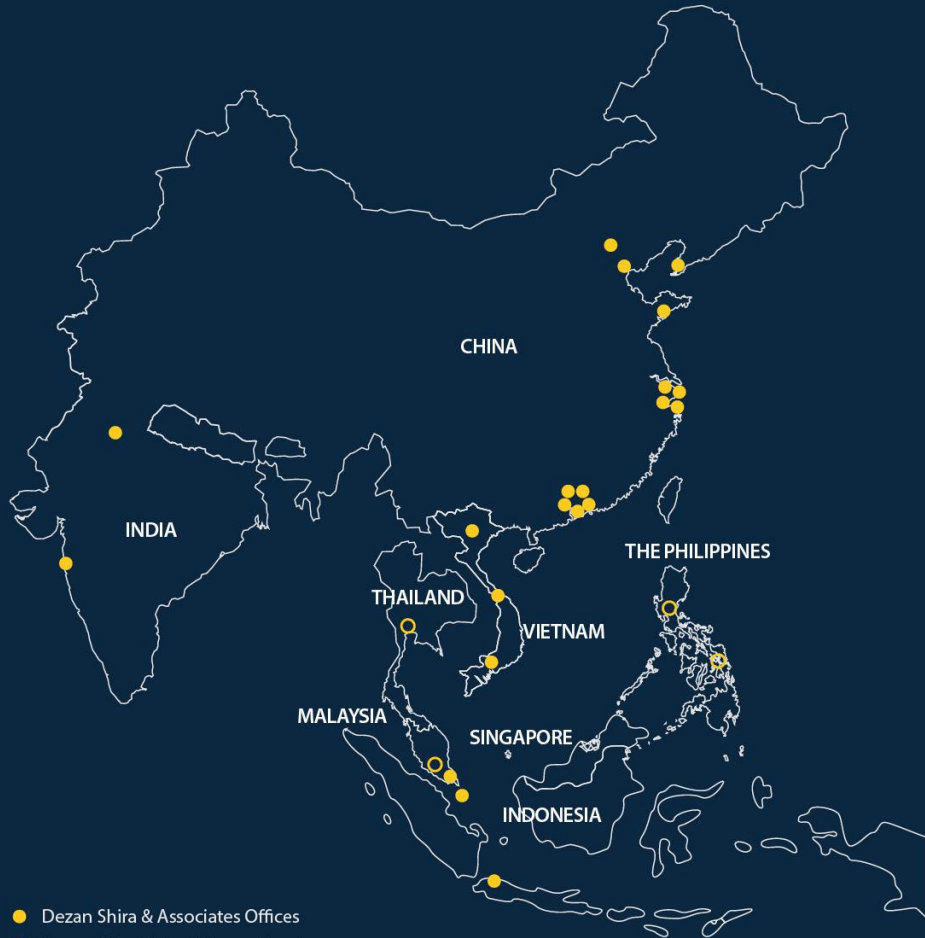 CHINA
INDIA
THE PHILIPPINES
THAILAND
VIETNAM
MALAYSIA
SINGAPORE
INDONESIA
Dezan Shira & Associates Offices